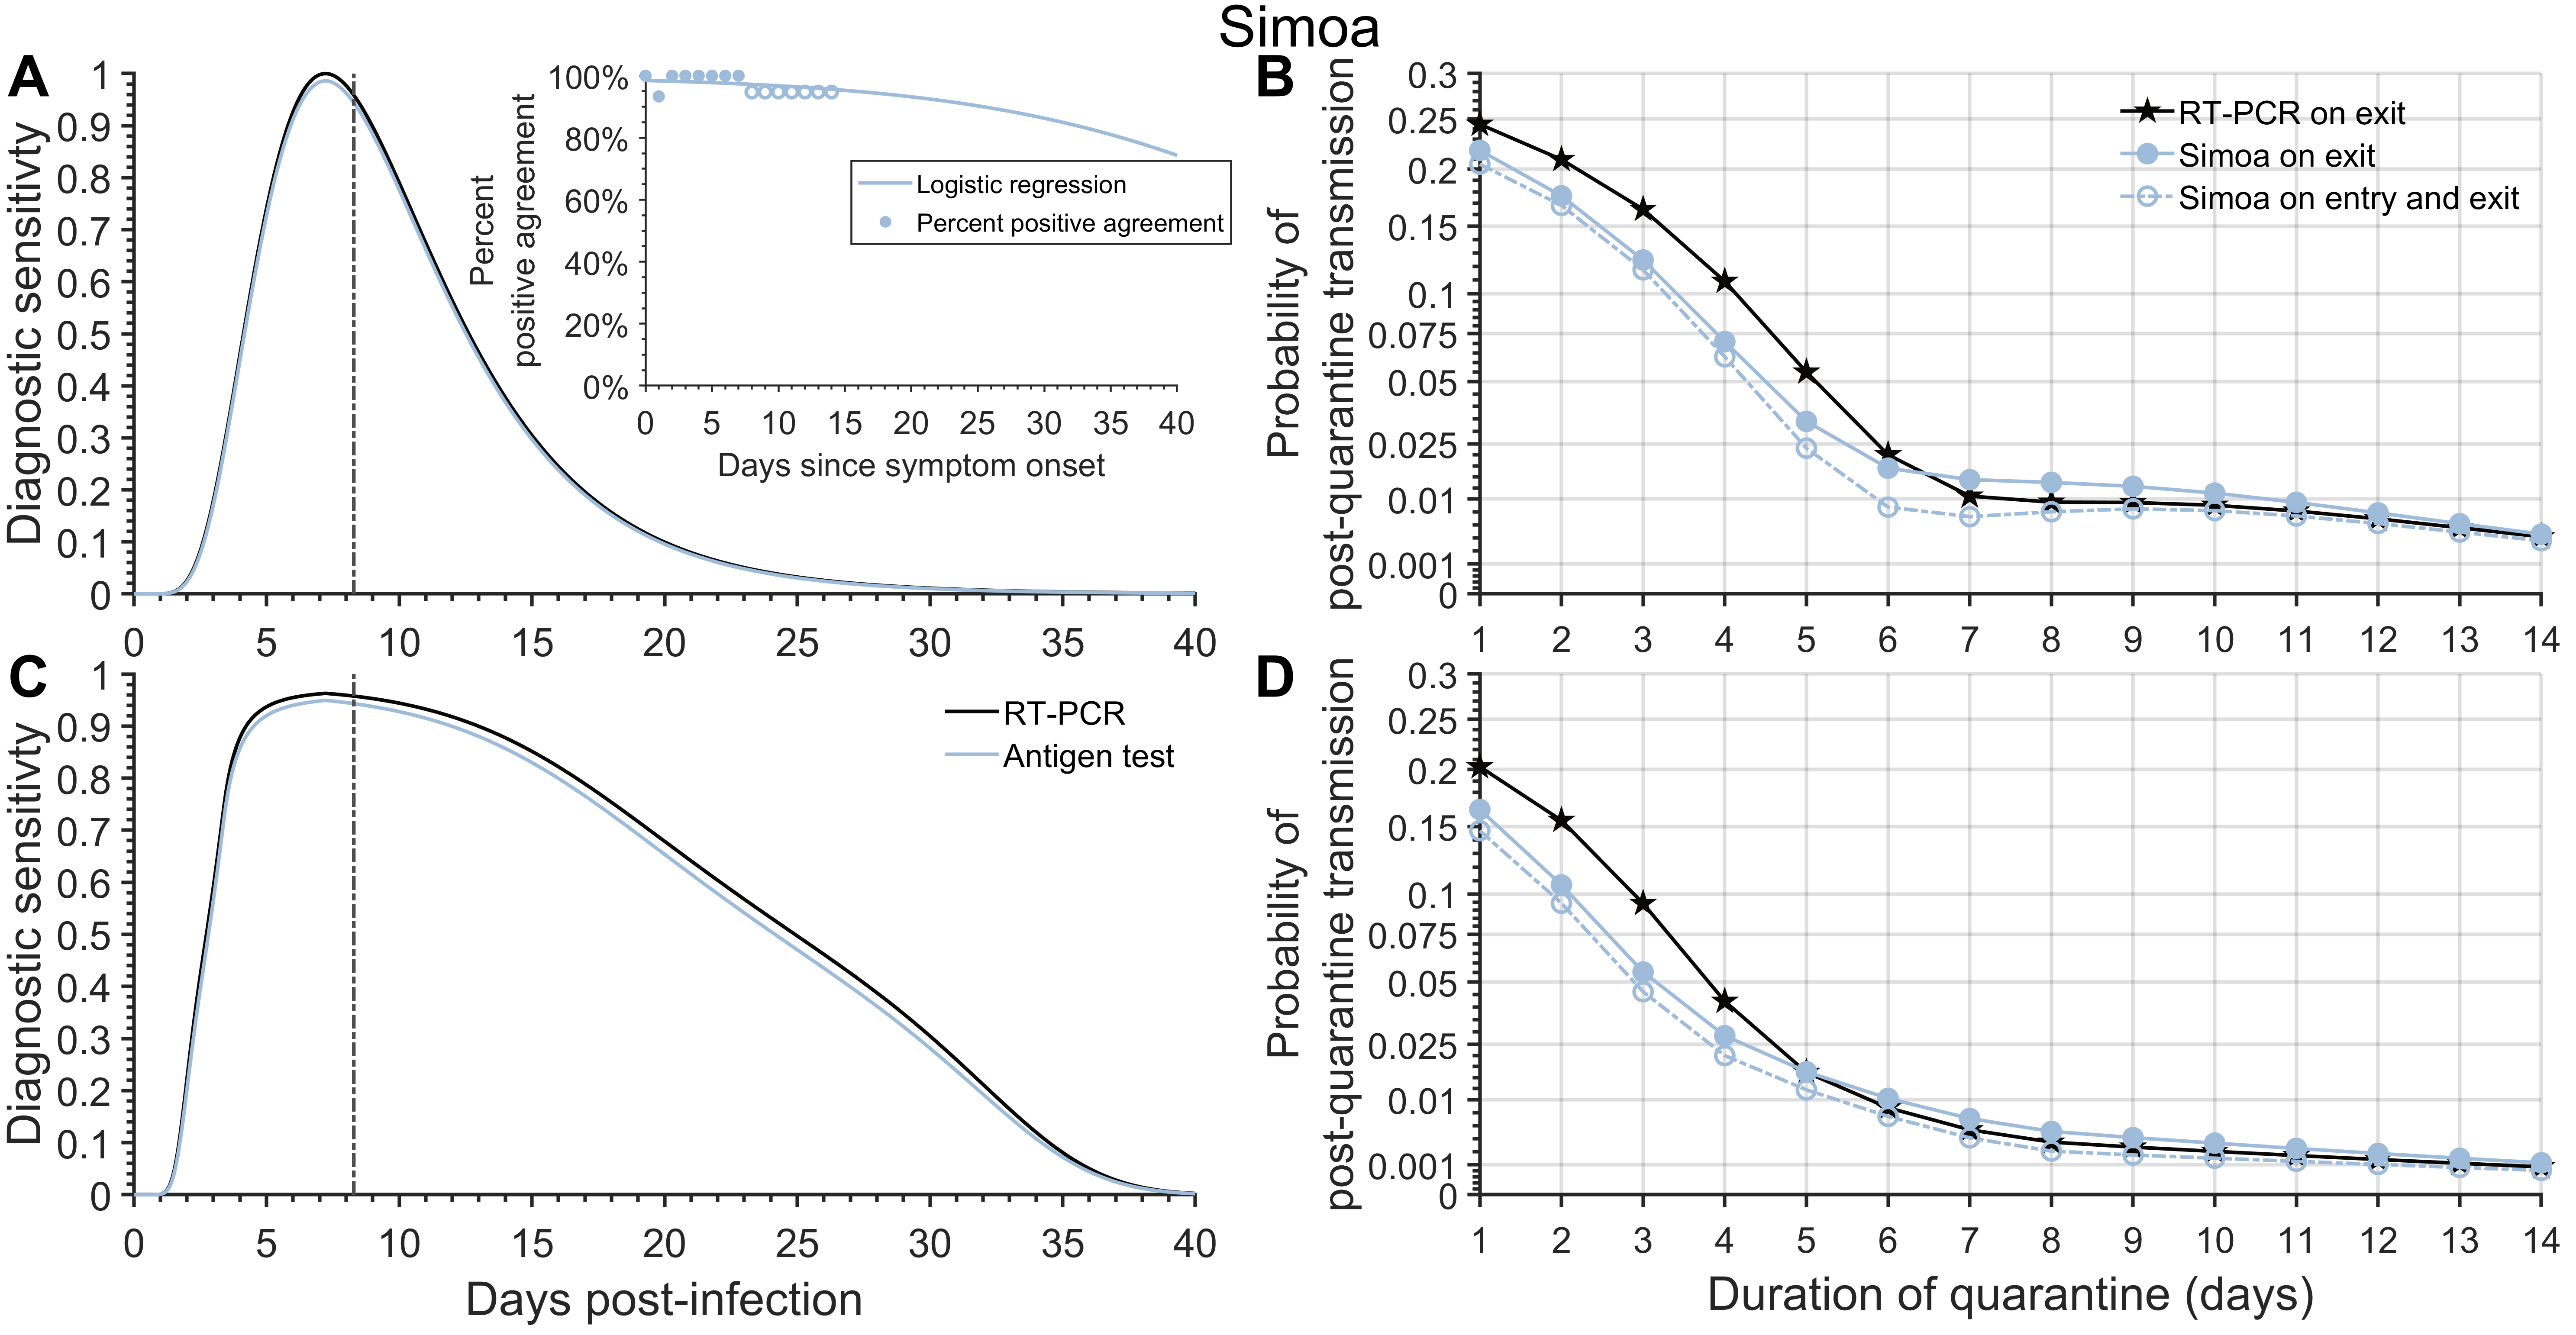 Simoa
A
Diagnostic sensitivty
1
0.9
0.8
0.7
0.6
0.5
0.4
0.3
0.2
0.1
0
0 5 10 15 20 25 30 35 40
Percent
positive agreement
100%
80%
60%
40%
20%
0%
0 5 10 15 20 25 30 35 40
Days since symptom onset
Logistic regression
Percent positive agreement
B
Probability of
post-quarantine transmission
0.3
0.25
0.2
0.15
0.1
0.075
0.05
0.025
0.01
0.001
0
1 2 3 4 5 6 7 8 9 10 11 12 13 14
RT-PCR on exit
Simoa on exit
Simoa on entry and exit
C
Diagnostic sensitivty
1
0.9
0.8
0.7
0.6
0.5
0.4
0.3
0.2
0.1
0
0 5 10 15 20 25 30 35 40
Days post-infection
RT-PCR
Antigen test
D
Probability of
post-quarantine transmission
0.3
0.25
0.2
0.15
0.1
0.075
0.05
0.025
0.01
0.001
0
1 2 3 4 5 6 7 8 9 10 11 12 13 14
Duration of quarantine (days)